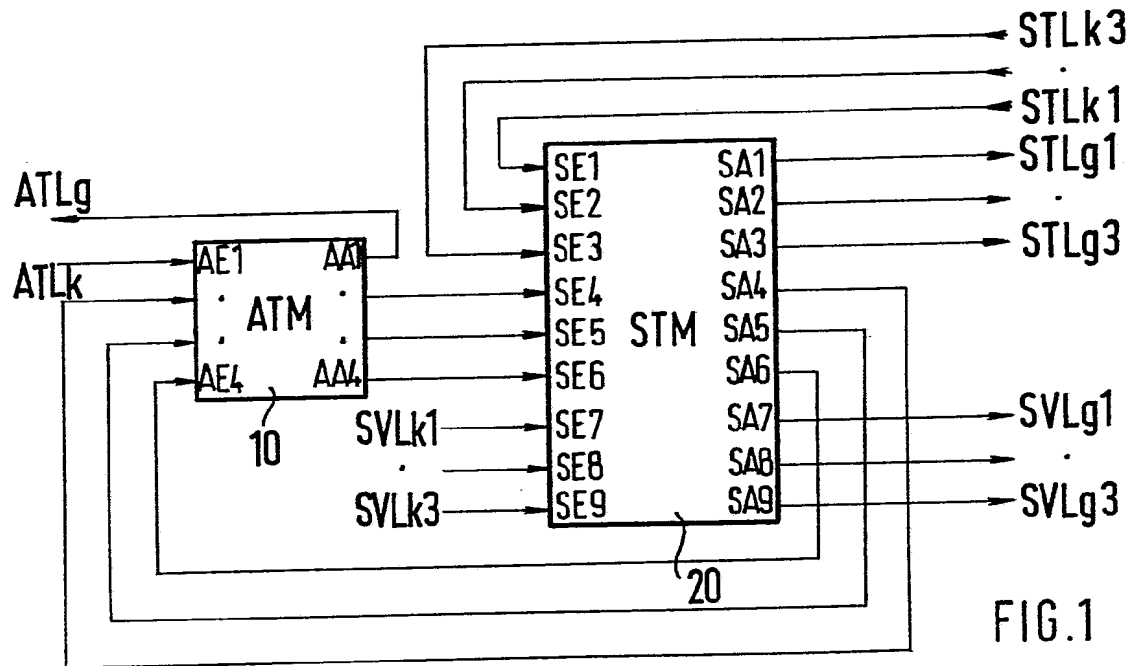 STLk3
.
STLk1
STLg1
.
STLg3
ATLg
ATLk
AE1 AA1
. .
ATM
. .
AE4 AA4
10
SE1 SA1
SE2 SA2
SE3 SA3
SE4 SA4
STM
SE5 SA5
SE6 SA6
SE7 SA7
SE8 SA8
SE9 SA9
SVLk1
.
SVLk3
SVLg1
.
SVLg3
20
FIG.1